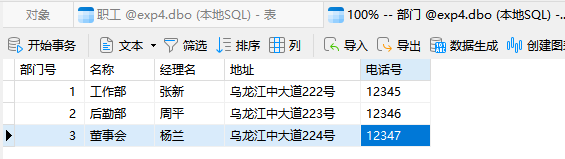 对象 职工 @exp4.dbo (本地SQL) - 表 100% -- 部门 @exp4.dbo (本地SQL) -...
开始事务 文本 筛选 排序 列 导入 导出 数据生成 创建图表
部门号 名称 经理名 地址 电话号
1 工作部 张新 乌龙江中大道222号 12345
2 后勤部 周平 乌龙江中大道223号 12346
3 董事会 杨兰 乌龙江中大道224号 12347